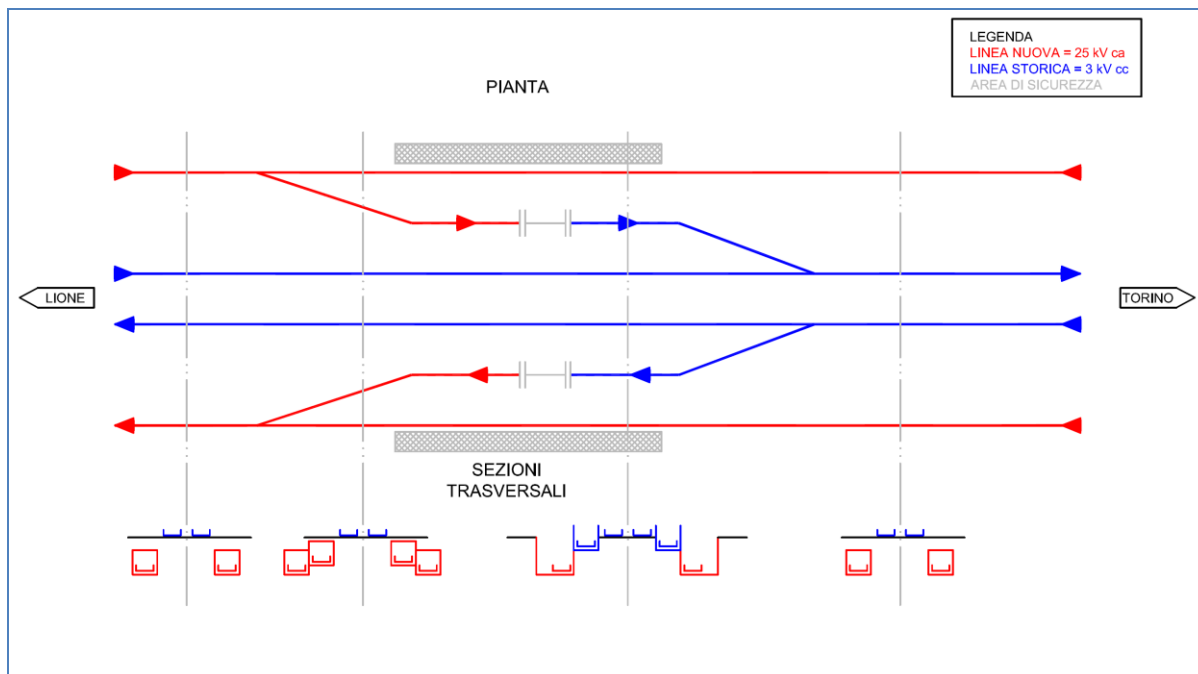 LEGENDA
LINEA NUOVA = 25 kV ca
LINEA STORICA = 3 kV cc
AREA DI SICUREZZA
PIANTA
LIONE
TORINO
SEZIONI
TRASVERSALI